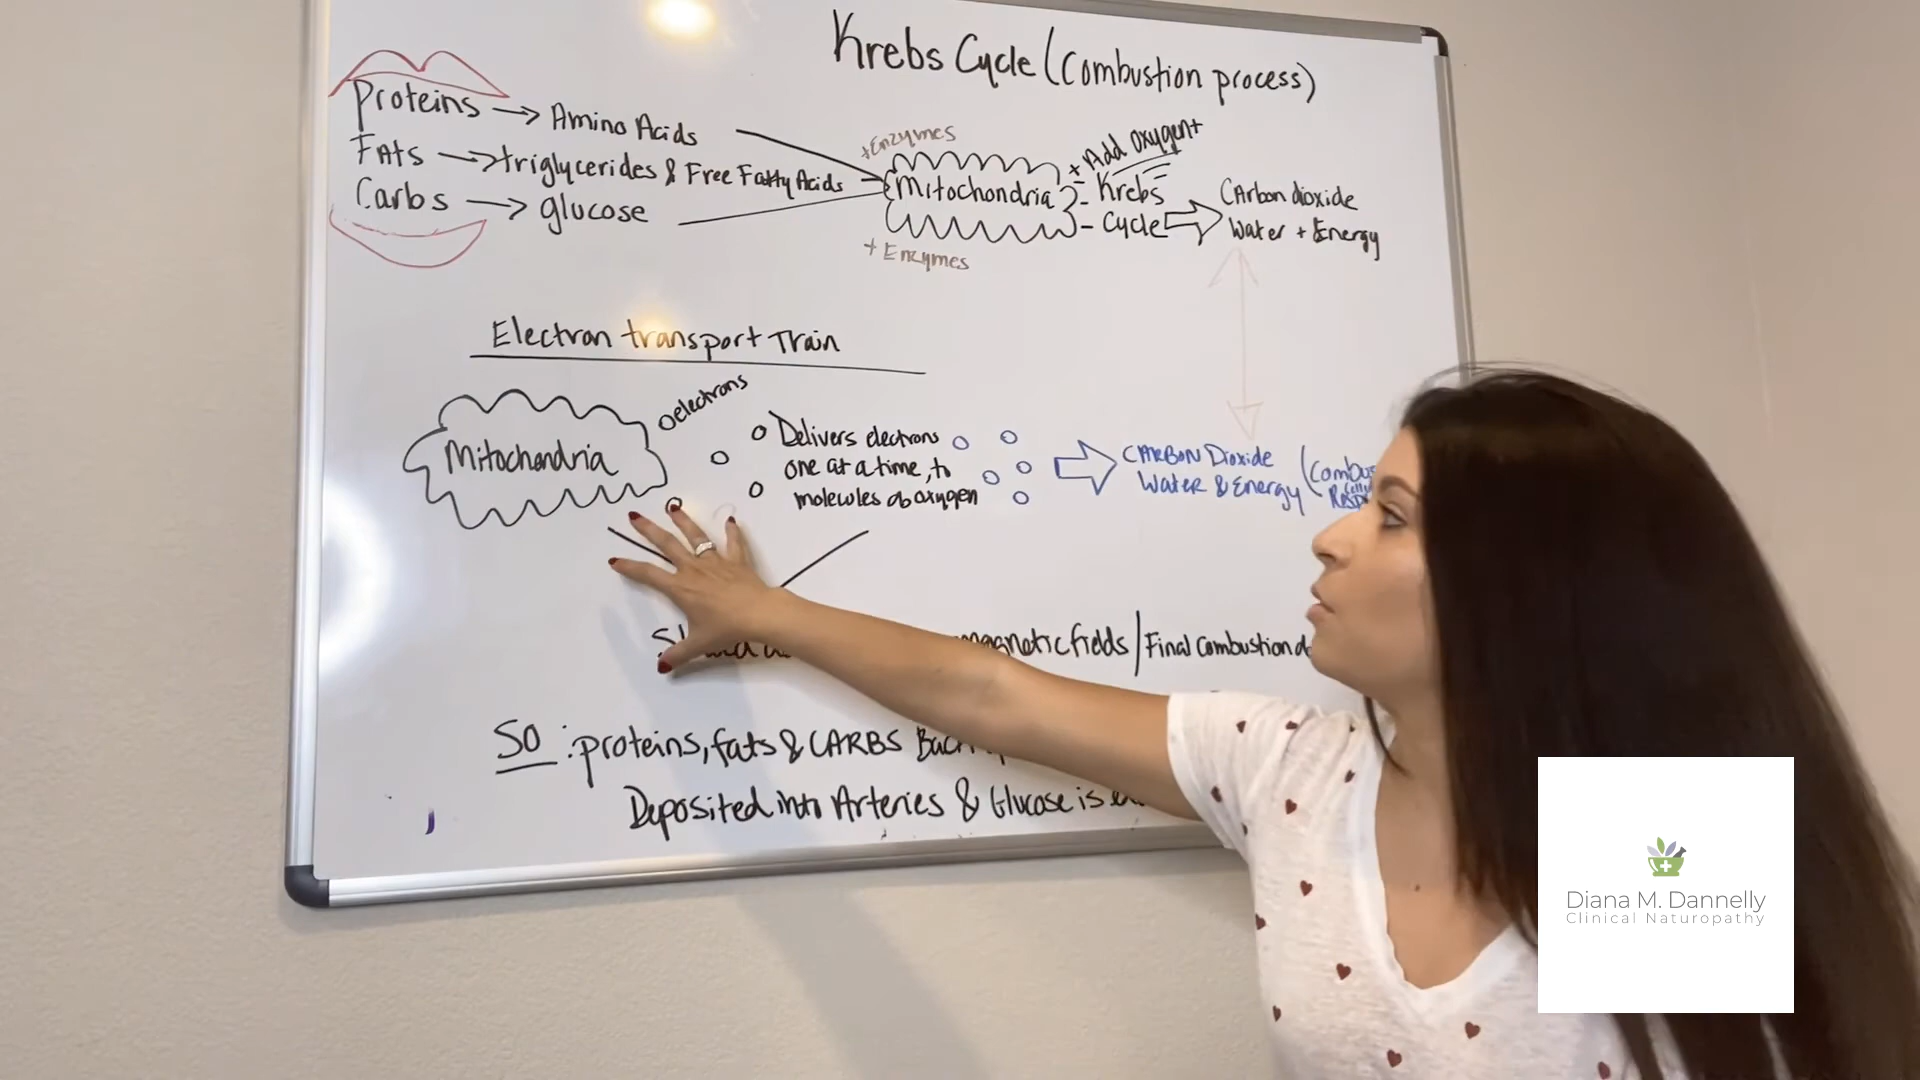 Krebs Cycle (Combustion process)
Proteins → Amino Acids
Fats → triglycerides & Free Fatty Acids
Carbs → glucose
+Enzymes
Mitochondria
+ Enzymes
+ Add oxygen+
- Krebs
- Cycle
Carbon dioxide
Water + Energy
Electron transport Train
Mitochondria
electrons
Delivers electrons
one at a time, to
molecules of oxygen
Carbon Dioxide
Water & Energy
magnetic fields / Final Combustion
So : proteins, fats & CARBS Back
Deposited into Arteries & Glucose is
Diana M. Dannelly
Clinical Naturopathy